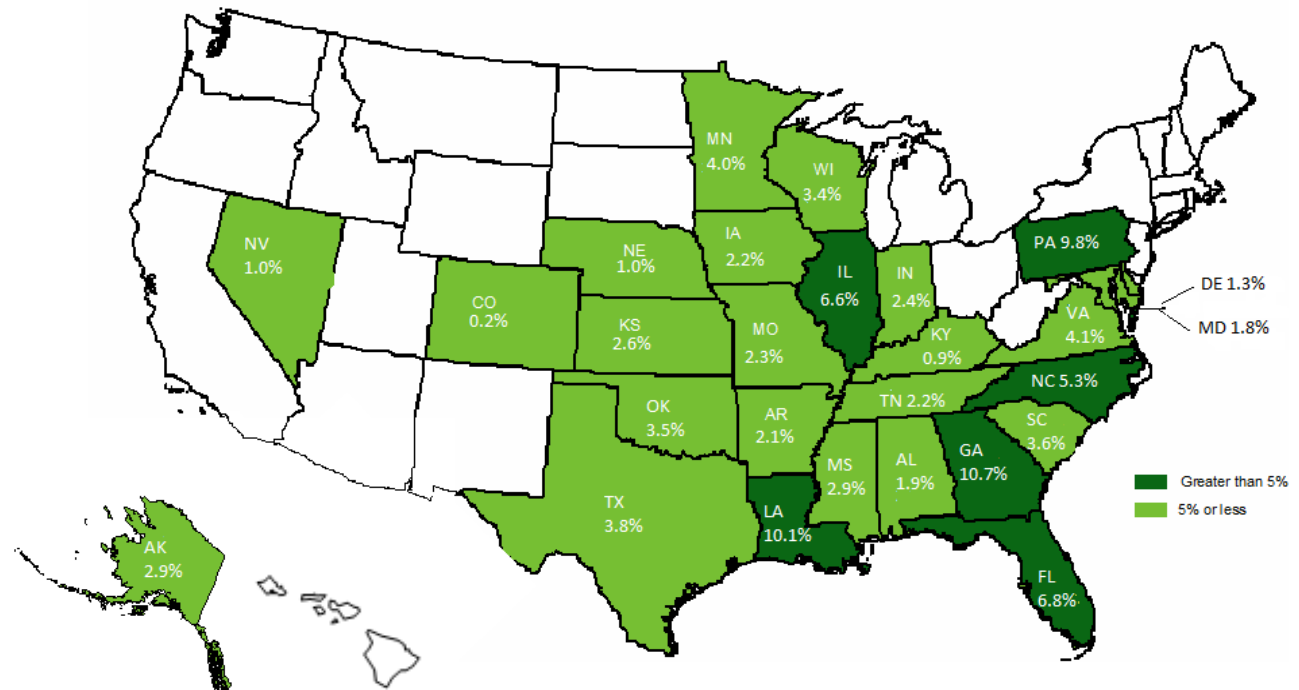 MN
4.0%
WI
3.4%
NV
1.0%
NE
1.0%
IA
2.2%
PA 9.8%
IL
6.6%
IN
2.4%
DE 1.3%
MD 1.8%
CO
0.2%
KS
2.6%
MO
2.3%
KY
0.9%
VA
4.1%
NC 5.3%
TN 2.2%
OK
3.5%
AR
2.1%
SC
3.6%
MS
2.9%
AL
1.9%
GA
10.7%
TX
3.8%
LA
10.1%
FL
6.8%
AK
2.9%
Greater than 5%
5% or less